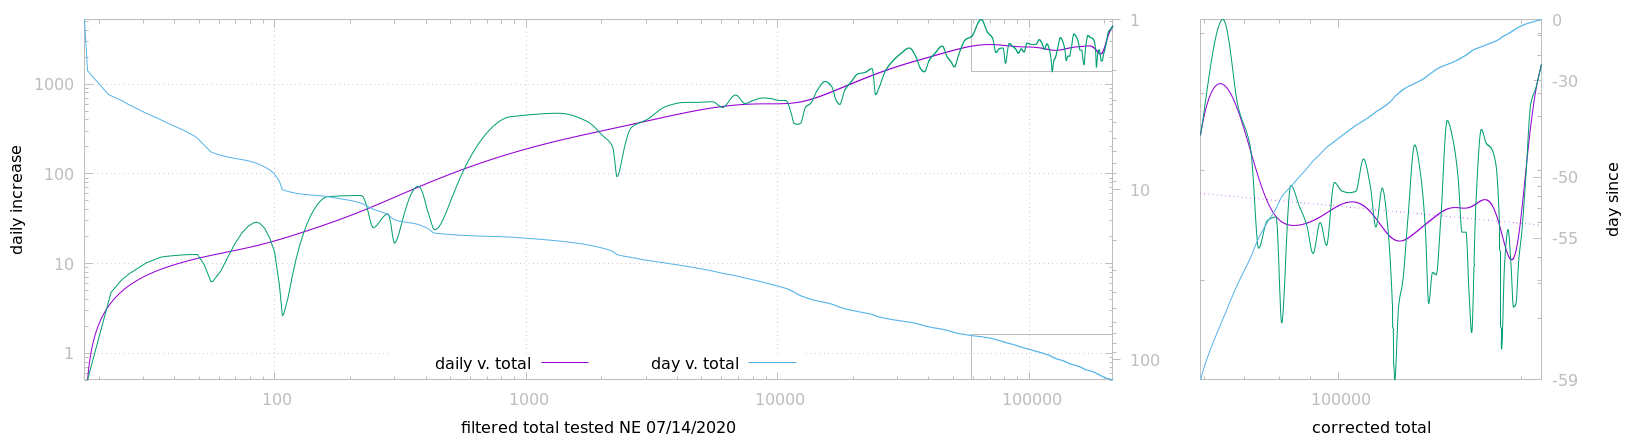 daily increase
1000
100
10
1
100
1000
10000
100000
filtered total tested NE 07/14/2020
daily v. total
day v. total
1
10
100
100000
corrected total
0
-30
-50
-55
-59
day since